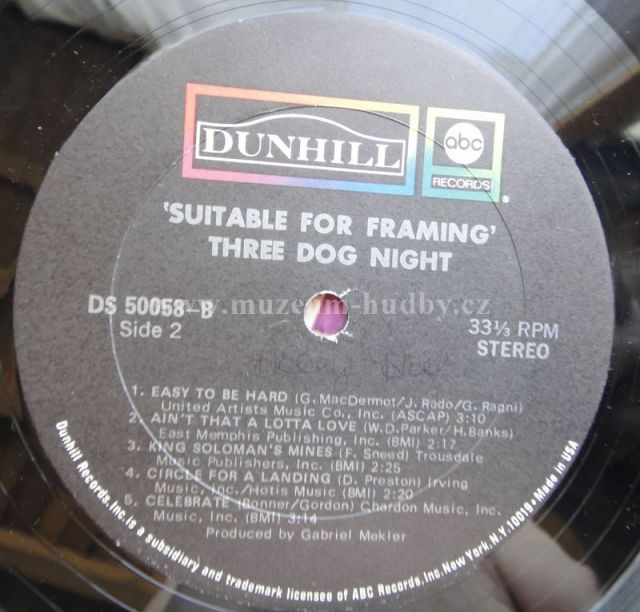 DUNHILL
abc
RECORDS
'SUITABLE FOR FRAMING'
THREE DOG NIGHT
www.muzeum-hudby.cz
DS 50058-B
Side 2
33⅓ RPM
STEREO
1. EASY TO BE HARD (G. MacDermot/J. Rado/G. Ragni)
United Artists Music Co., Inc. (ASCAP) 3:10
2. AIN'T THAT A LOTTA LOVE (W.D. Parker/H. Banks)
East Memphis Publishing, Inc. (BMI) 2:17
3. KING SOLOMAN'S MINES (F. Sneed) Trousdale
Music Publishers, Inc. (BMI) 2:25
4. CIRCLE FOR A LANDING (D. Preston) Irving
Music, Inc./Hotis Music (BMI) 2:20
5. CELEBRATE (Bonner/Gordon) Chardon Music, Inc.
Music, Inc. (BMI) 3:14
Produced by Gabriel Mekler
Dunhill Records, Inc. is a subsidiary and trademark licensee of ABC Records, Inc. New York, N.Y. 10019 • Made in USA